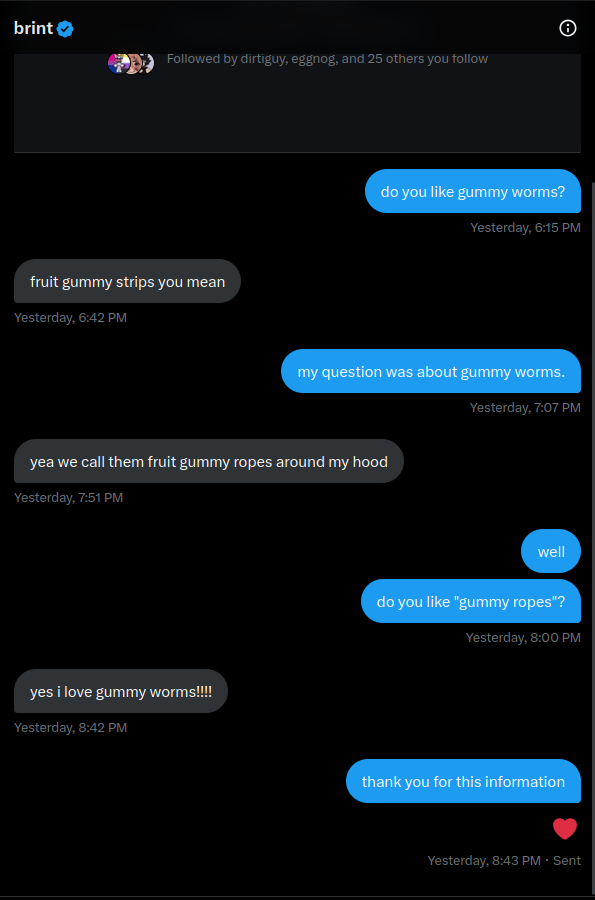 brint
Followed by dirtiguy, eggnog, and 25 others you follow
do you like gummy worms?
Yesterday, 6:15 PM
fruit gummy strips you mean
Yesterday, 6:42 PM
my question was about gummy worms.
Yesterday, 7:07 PM
yea we call them fruit gummy ropes around my hood
Yesterday, 7:51 PM
well
do you like "gummy ropes"?
Yesterday, 8:00 PM
yes i love gummy worms!!!!
Yesterday, 8:42 PM
thank you for this information
❤️
Yesterday, 8:43 PM · Sent